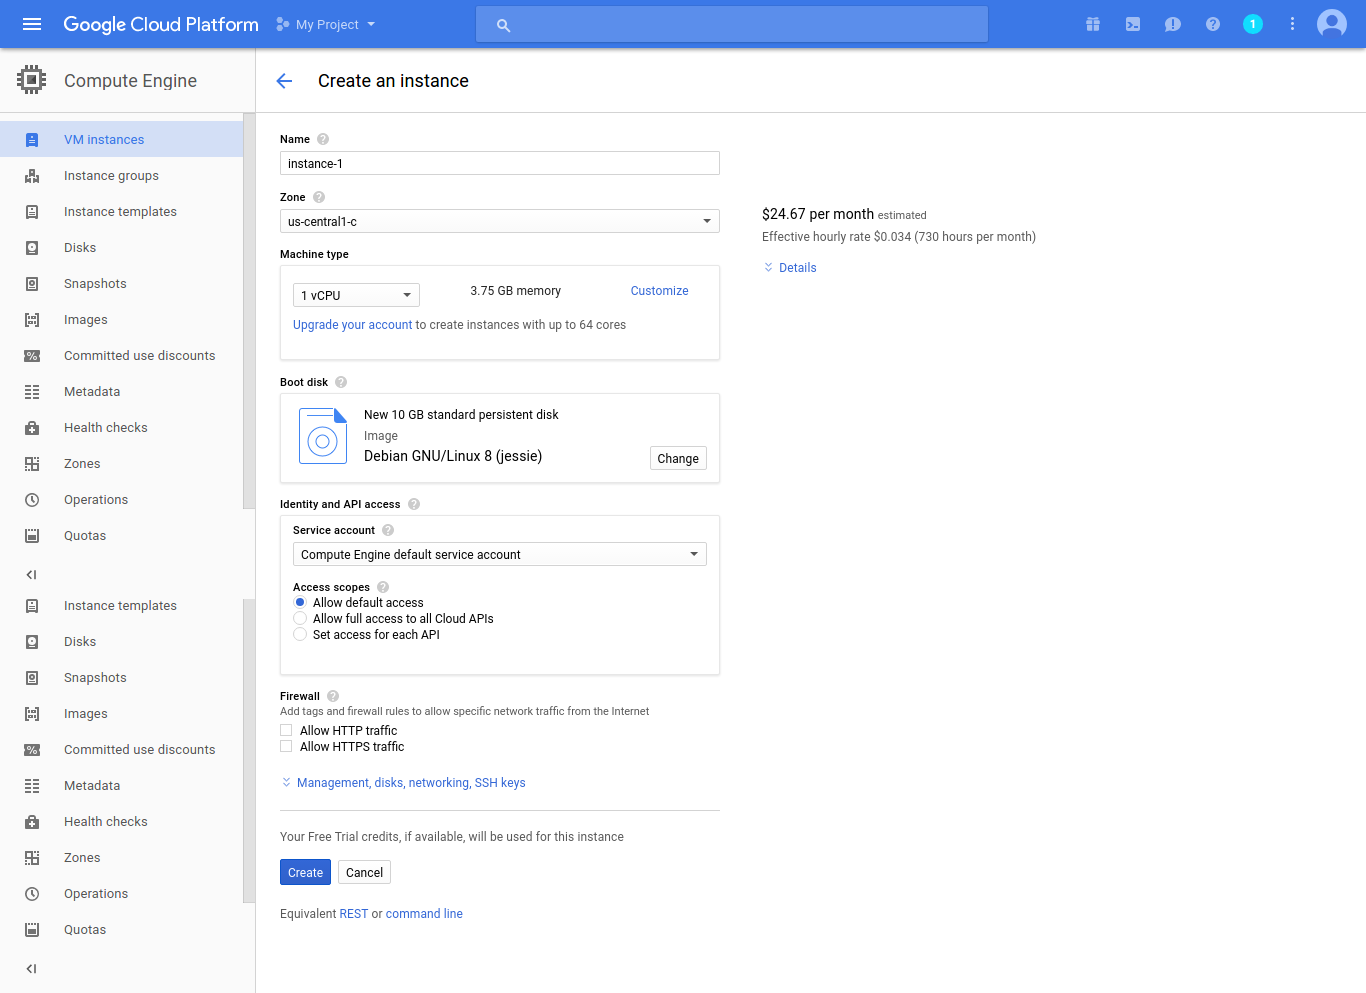 Google Cloud Platform My Project 1
Compute Engine
Create an instance
VM instances
Instance groups
Instance templates
Disks
Snapshots
Images
Committed use discounts
Metadata
Health checks
Zones
Operations
Quotas
Instance templates
Disks
Snapshots
Images
Committed use discounts
Metadata
Health checks
Zones
Operations
Quotas
Name ?
instance-1
Zone ?
us-central1-c
Machine type
1 vCPU 3.75 GB memory Customize
Upgrade your account to create instances with up to 64 cores
Boot disk ?
New 10 GB standard persistent disk
Image
Debian GNU/Linux 8 (jessie)
Change
Identity and API access ?
Service account ?
Compute Engine default service account
Access scopes ?
Allow default access
Allow full access to all Cloud APIs
Set access for each API
Firewall ?
Add tags and firewall rules to allow specific network traffic from the Internet
Allow HTTP traffic
Allow HTTPS traffic
Management, disks, networking, SSH keys
Your Free Trial credits, if available, will be used for this instance
Create Cancel
Equivalent REST or command line
$24.67 per month estimated
Effective hourly rate $0.034 (730 hours per month)
Details